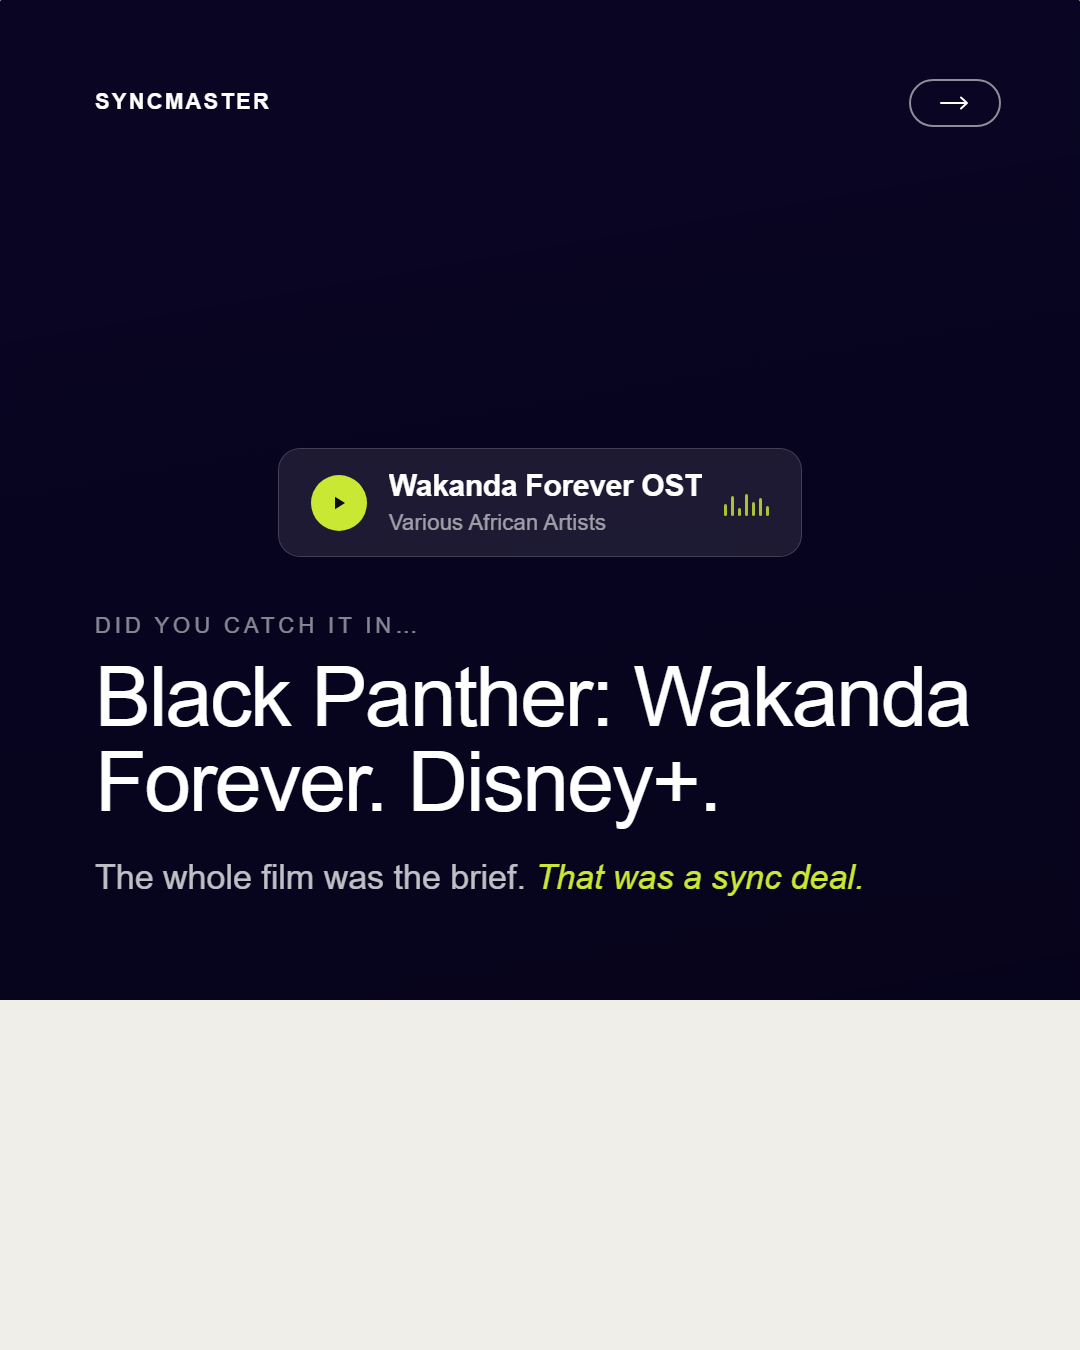 SYNCMASTER
Wakanda Forever OST
Various African Artists
DID YOU CATCH IT IN…
Black Panther: Wakanda
Forever. Disney+.
The whole film was the brief. That was a sync deal.